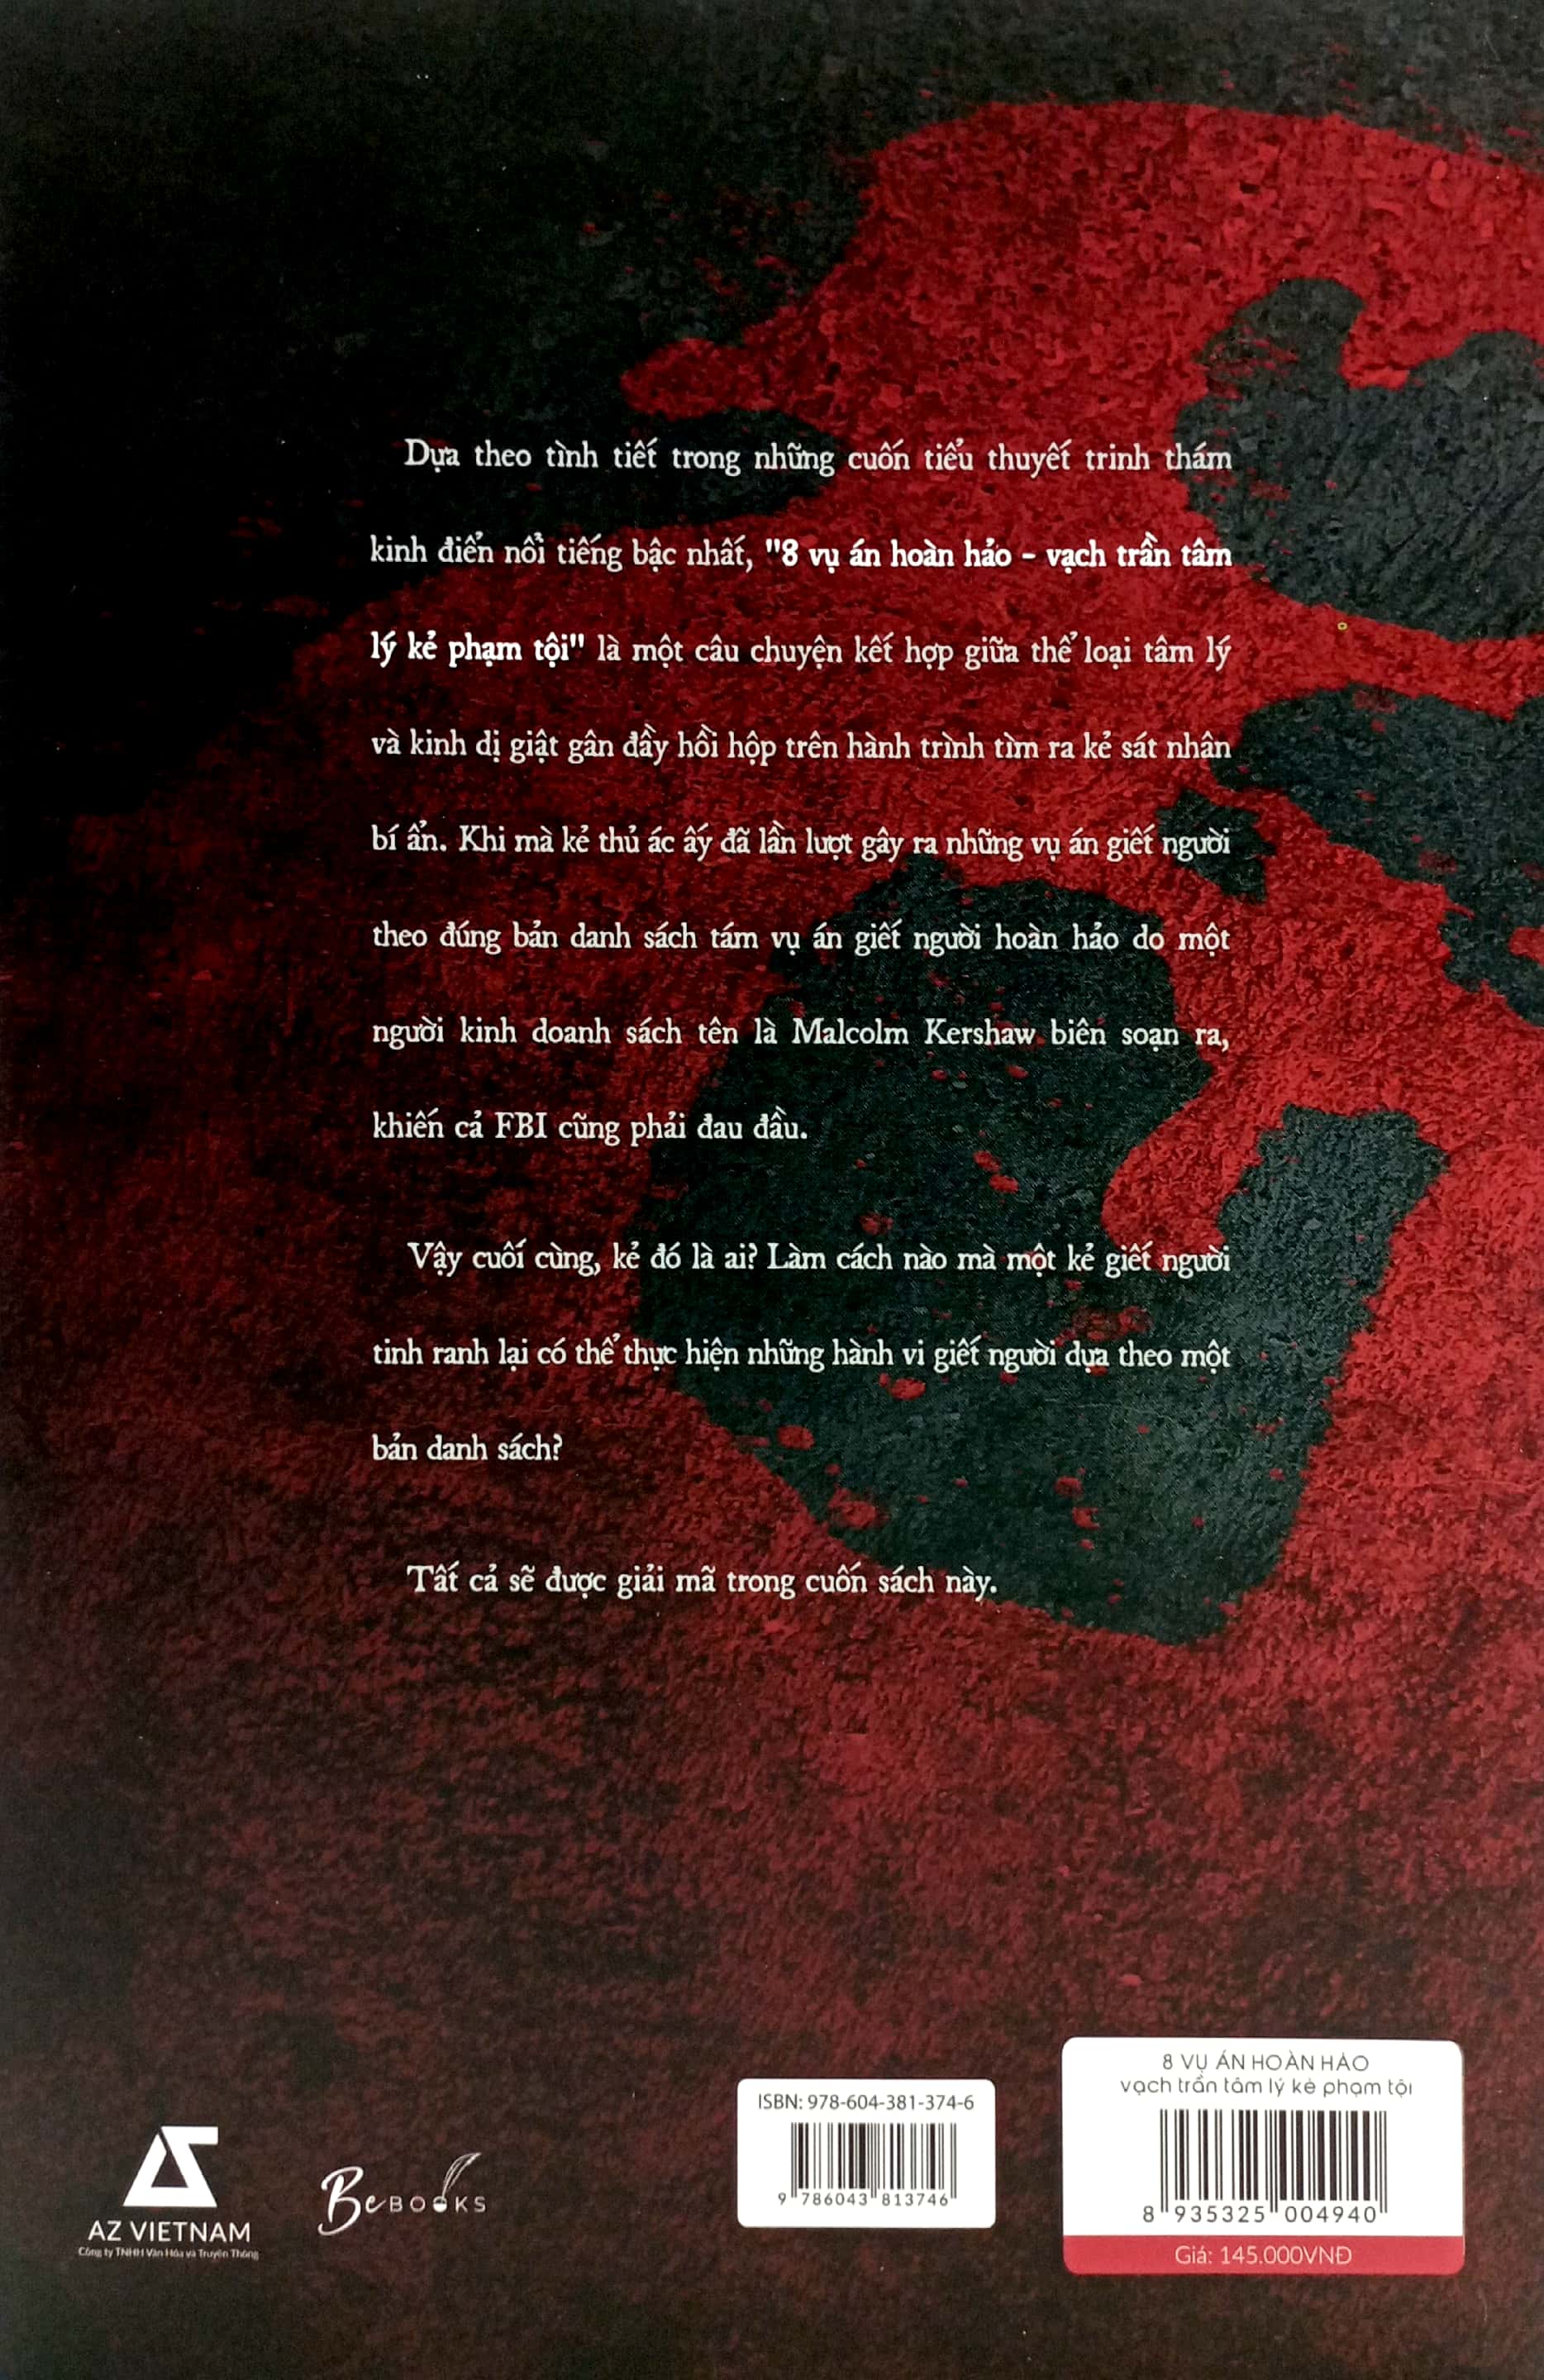 Dựa theo tình tiết trong những cuốn tiểu thuyết trinh thám
kinh điển nổi tiếng bậc nhất, "8 vụ án hoàn hảo - vạch trần tâm
lý kẻ phạm tội" là một câu chuyện kết hợp giữa thể loại tâm lý
và kinh dị giật gân đầy hồi hộp trên hành trình tìm ra kẻ sát nhân
bí ẩn. Khi mà kẻ thủ ác ấy đã lần lượt gây ra những vụ án giết người
theo đúng bản danh sách tám vụ án giết người hoàn hảo do một
người kinh doanh sách tên là Malcolm Kershaw biên soạn ra,
khiến cả FBI cũng phải đau đầu.
Vậy cuối cùng, kẻ đó là ai? Làm cách nào mà một kẻ giết người
tinh ranh lại có thể thực hiện những hành vi giết người dựa theo một
bản danh sách?
Tất cả sẽ được giải mã trong cuốn sách này.
AZ VIETNAM
Công ty TNHH Văn Hóa và Truyền Thông
BeBOOKS
ISBN: 978-604-381-374-6
9 786043 813746
8 VỤ ÁN HOÀN HẢO
vạch trần tâm lý kẻ phạm tội
8 935325 004940
Giá: 145.000VNĐ